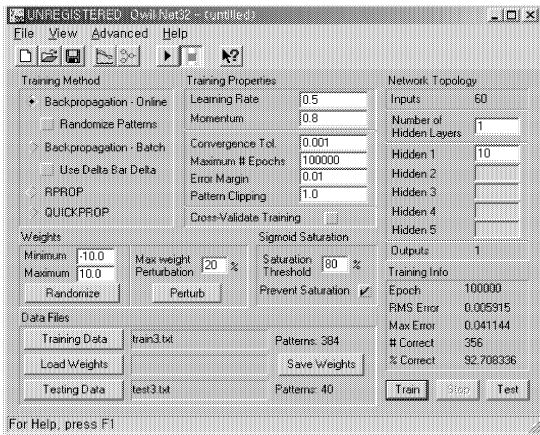 UNREGISTERED QwikNet32 - (untitled)
File View Advanced Help
Training Method
Backpropagation - Online
Randomize Patterns
Backpropagation - Batch
Use Delta Bar Delta
RPROP
QUICKPROP
Training Properties
Learning Rate 0.5
Momentum 0.8
Convergence Tol. 0.001
Maximum # Epochs 100000
Error Margin 0.01
Pattern Clipping 1.0
Cross-Validate Training
Network Topology
Inputs 60
Number of
Hidden Layers 1
Hidden 1 10
Hidden 2
Hidden 3
Hidden 4
Hidden 5
Outputs 1
Weights
Minimum -10.0
Maximum 10.0
Randomize
Max weight
Perturbation 20 %
Perturb
Sigmoid Saturation
Saturation
Threshold 80 %
Prevent Saturation
Training Info
Epoch 100000
RMS Error 0.005915
Max Error 0.041144
# Correct 356
% Correct 92.708336
Data Files
Training Data train3.txt Patterns: 384
Load Weights Save Weights
Testing Data test3.txt Patterns: 40
Train Stop Test
For Help, press F1